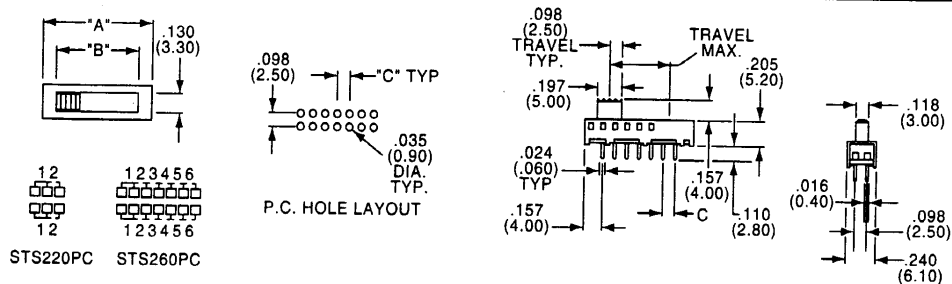 "A"
"B"
.130
(3.30)
12
12
STS220PC
123456
123456
STS260PC
.098
(2.50)
"C" TYP
.035
(0.90)
DIA.
TYP.
P.C. HOLE LAYOUT
.098
(2.50)
TRAVEL
TYP.
TRAVEL
MAX.
.197
(5.00)
.205
(5.20)
.024
(.060)
TYP
.157
(4.00)
.157
(4.00)
C
.110
(2.80)
.118
(3.00)
.016
(0.40)
.098
(2.50)
.240
(6.10)